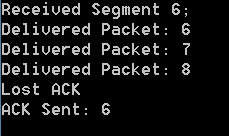 Received Segment 6;
Delivered Packet: 6
Delivered Packet: 7
Delivered Packet: 8
Lost ACK
ACK Sent: 6